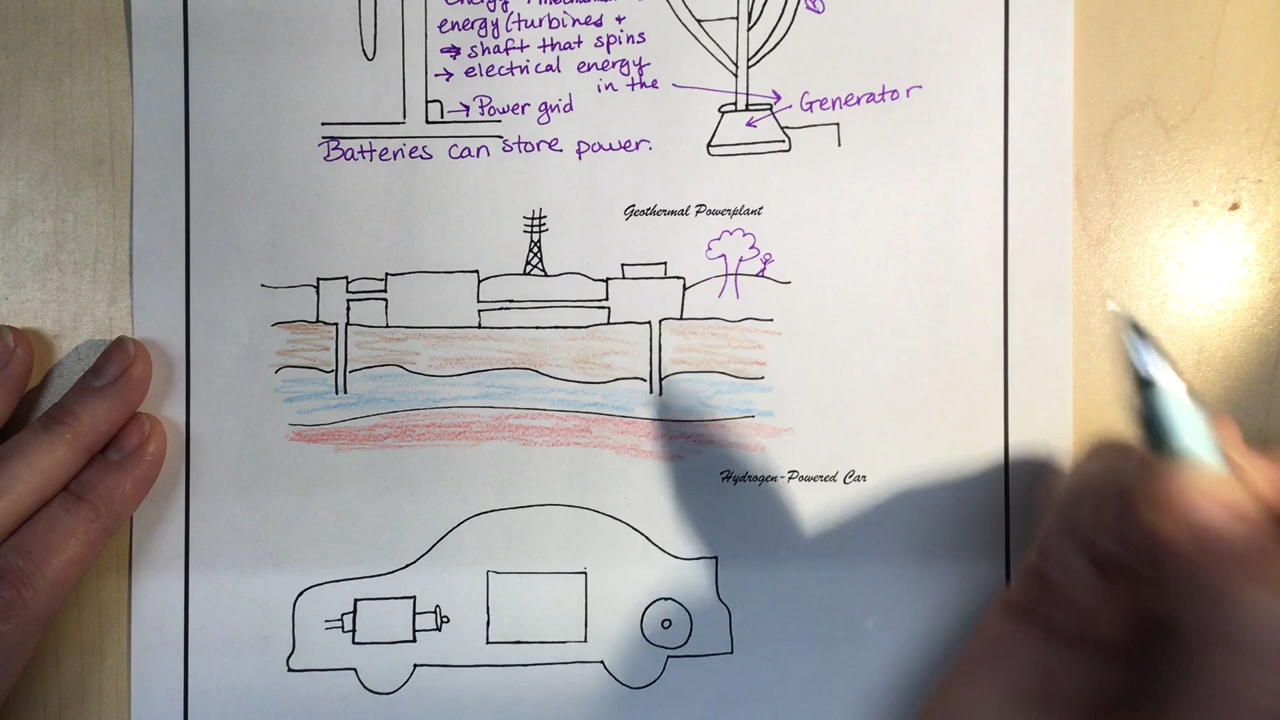 energy (turbines +
→ shaft that spins
→ electrical energy
in the
→ Power grid
Generator
Batteries can store power.
Geothermal Powerplant
Hydrogen-Powered Car